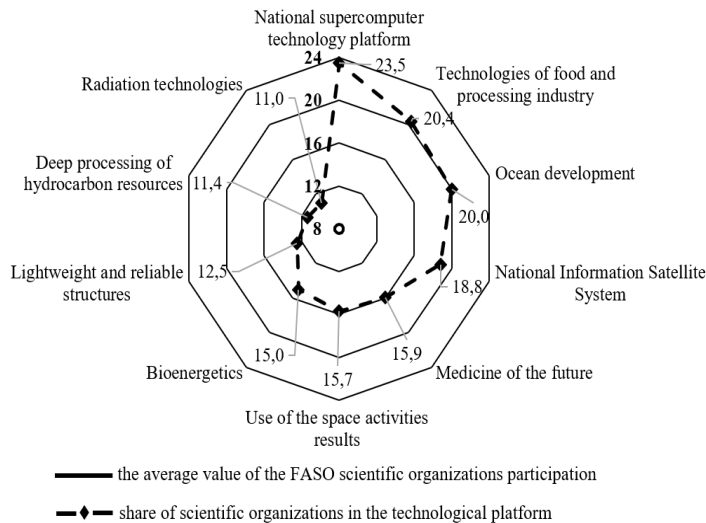 National supercomputer
technology platform
24
23,5
Technologies of food and
processing industry
Radiation technologies
11,0
20
20,4
16
Deep processing of
hydrocarbon resources
11,4
12
Ocean development
20,0
8
Lightweight and reliable
structures
12,5
National Information Satellite
System
18,8
15,0
15,9
15,7
Bioenergetics
Medicine of the future
Use of the space activities
results
the average value of the FASO scientific organizations participation
share of scientific organizations in the technological platform